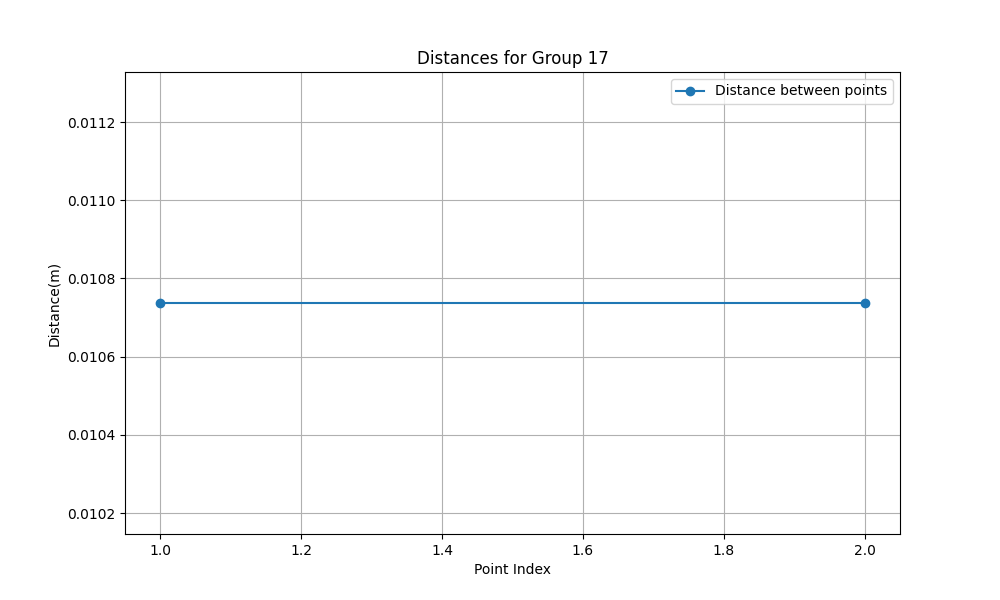 Distances for Group 17
Distance between points
0.0112
0.0110
0.0108
0.0106
0.0104
0.0102
Distance(m)
1.0 1.2 1.4 1.6 1.8 2.0
Point Index